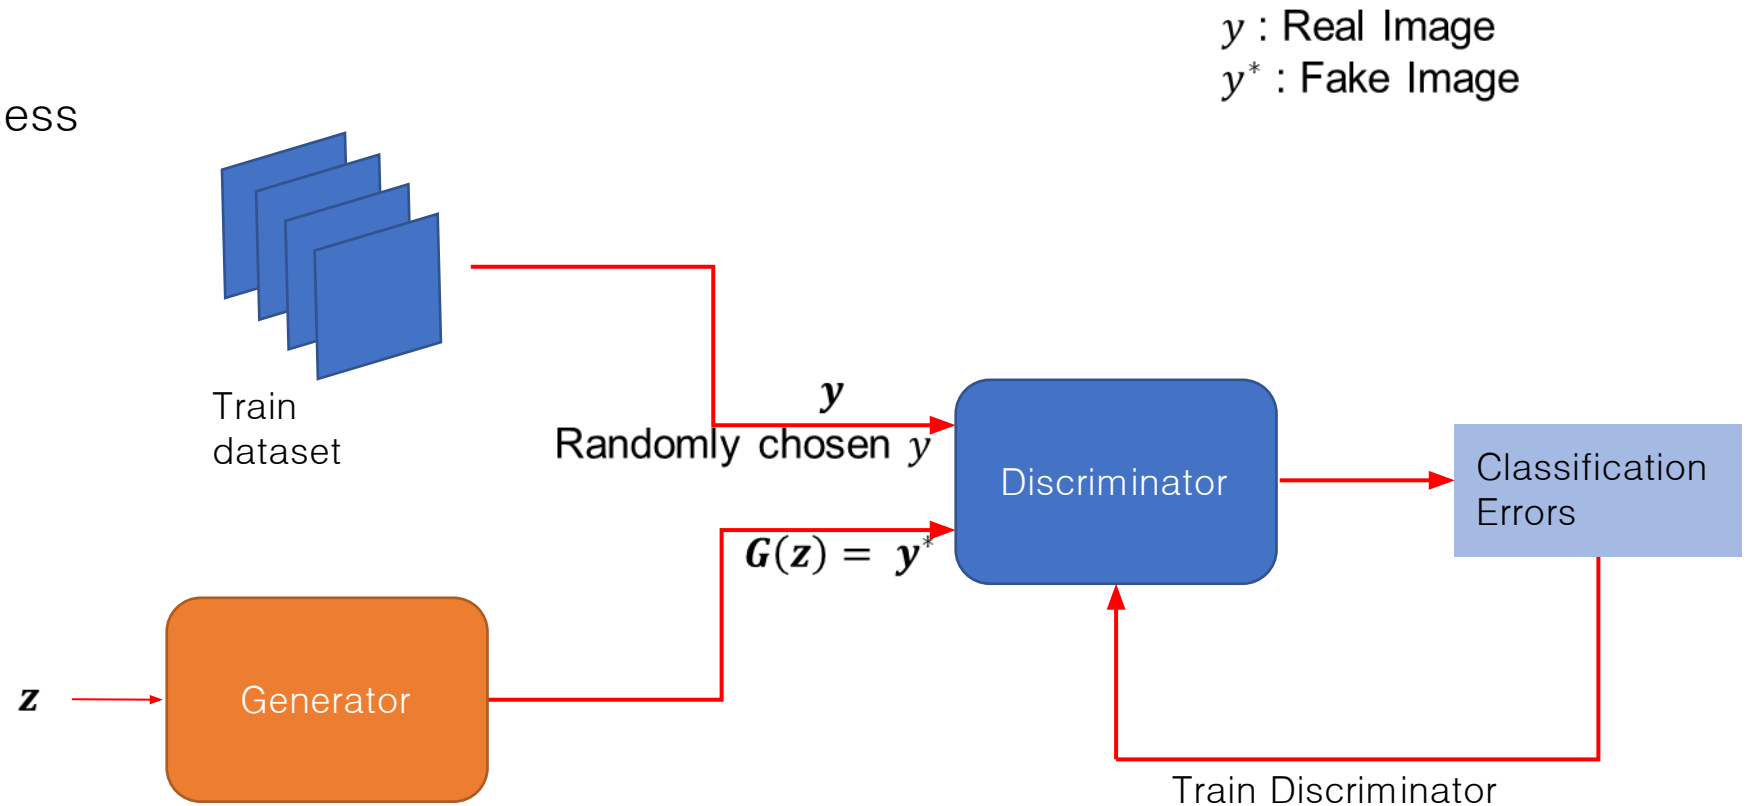 y : Real Image
y* : Fake Image
ess
Train
dataset
y
Randomly chosen y
Discriminator
Classification
Errors
G(z) = y*
z
Generator
Train Discriminator